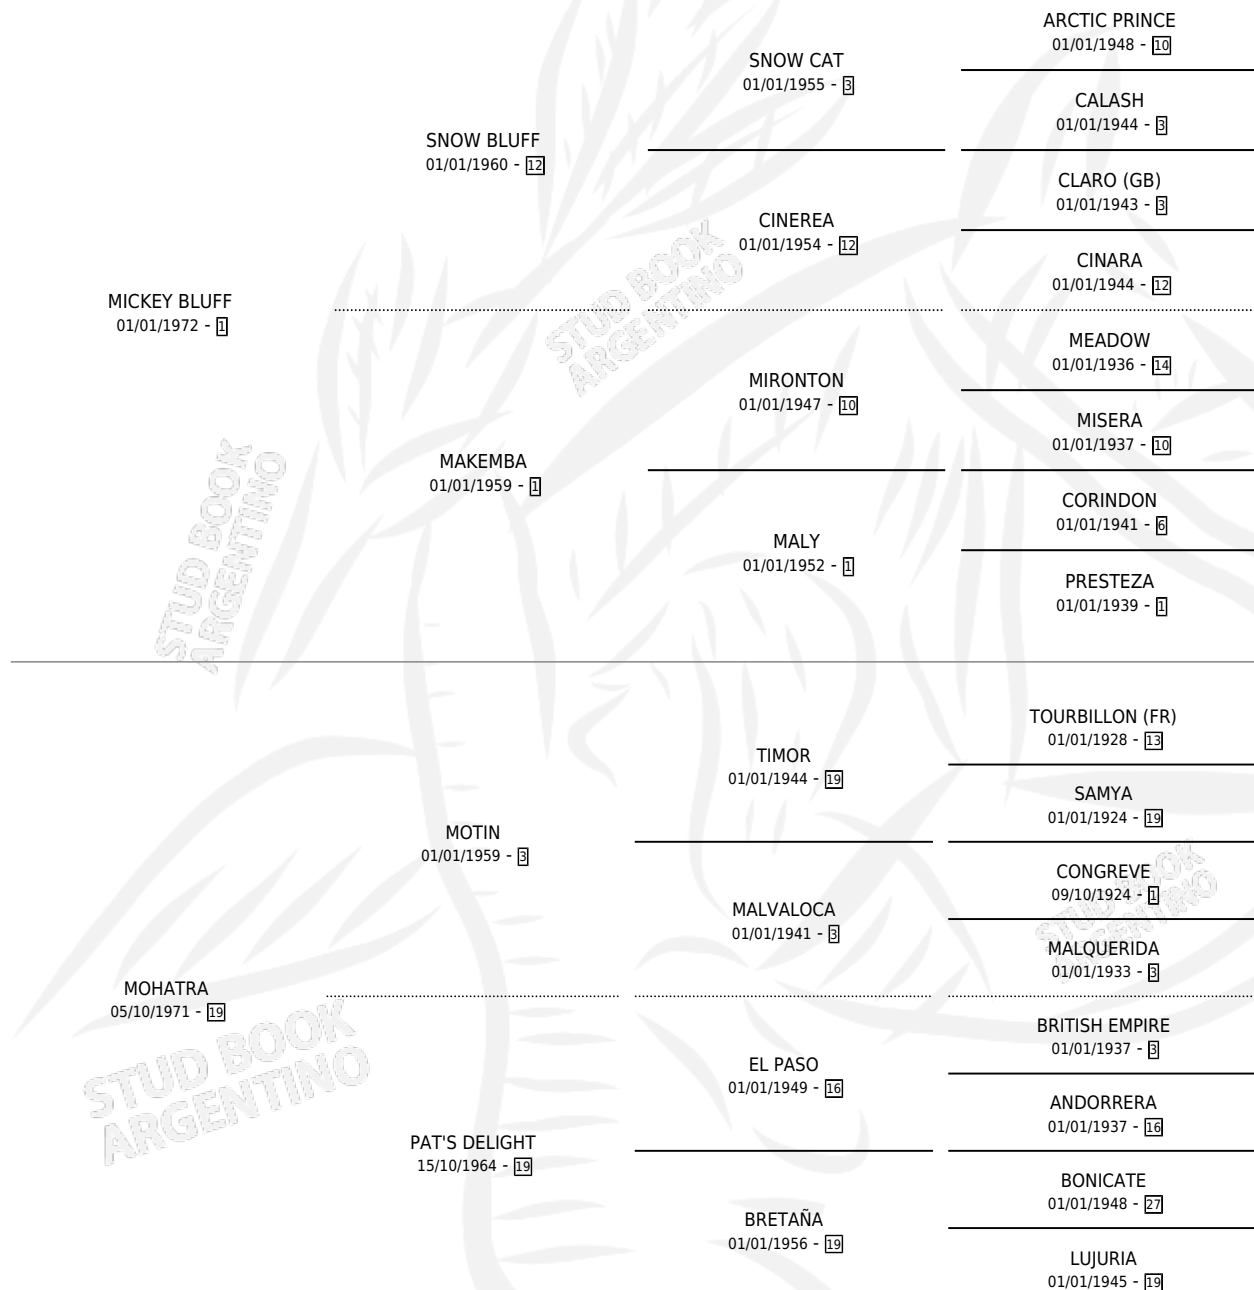 ARCTIC PRINCE
01/01/1948 - 10
SNOW CAT
01/01/1955 - 3
CALASH
01/01/1944 - 3
SNOW BLUFF
01/01/1960 - 12
CLARO (GB)
01/01/1943 - 3
CINEREA
01/01/1954 - 12
CINARA
01/01/1944 - 12
MICKEY BLUFF
01/01/1972 - 1
MEADOW
01/01/1936 - 14
MIRONTON
01/01/1947 - 10
MISERA
01/01/1937 - 10
MAKEMBA
01/01/1959 - 1
CORINDON
01/01/1941 - 6
MALY
01/01/1952 - 1
PRESTEZA
01/01/1939 - 1
TOURBILLON (FR)
01/01/1928 - 13
TIMOR
01/01/1944 - 19
SAMYA
01/01/1924 - 19
MOTIN
01/01/1959 - 3
CONGREVE
09/10/1924 - 1
MALVALOCA
01/01/1941 - 3
MALQUERIDA
01/01/1933 - 3
MOHATRA
05/10/1971 - 19
BRITISH EMPIRE
01/01/1937 - 3
EL PASO
01/01/1949 - 16
ANDORRERA
01/01/1937 - 16
PAT'S DELIGHT
15/10/1964 - 19
BONICATE
01/01/1948 - 27
BRETAÑA
01/01/1956 - 19
LUJURIA
01/01/1945 - 19
STUD BOOK
ARGENTINO
STUD BOOK
ARGENTINO
STUD BOOK
ARGENTINO
STUD BOOK
ARGENTINO